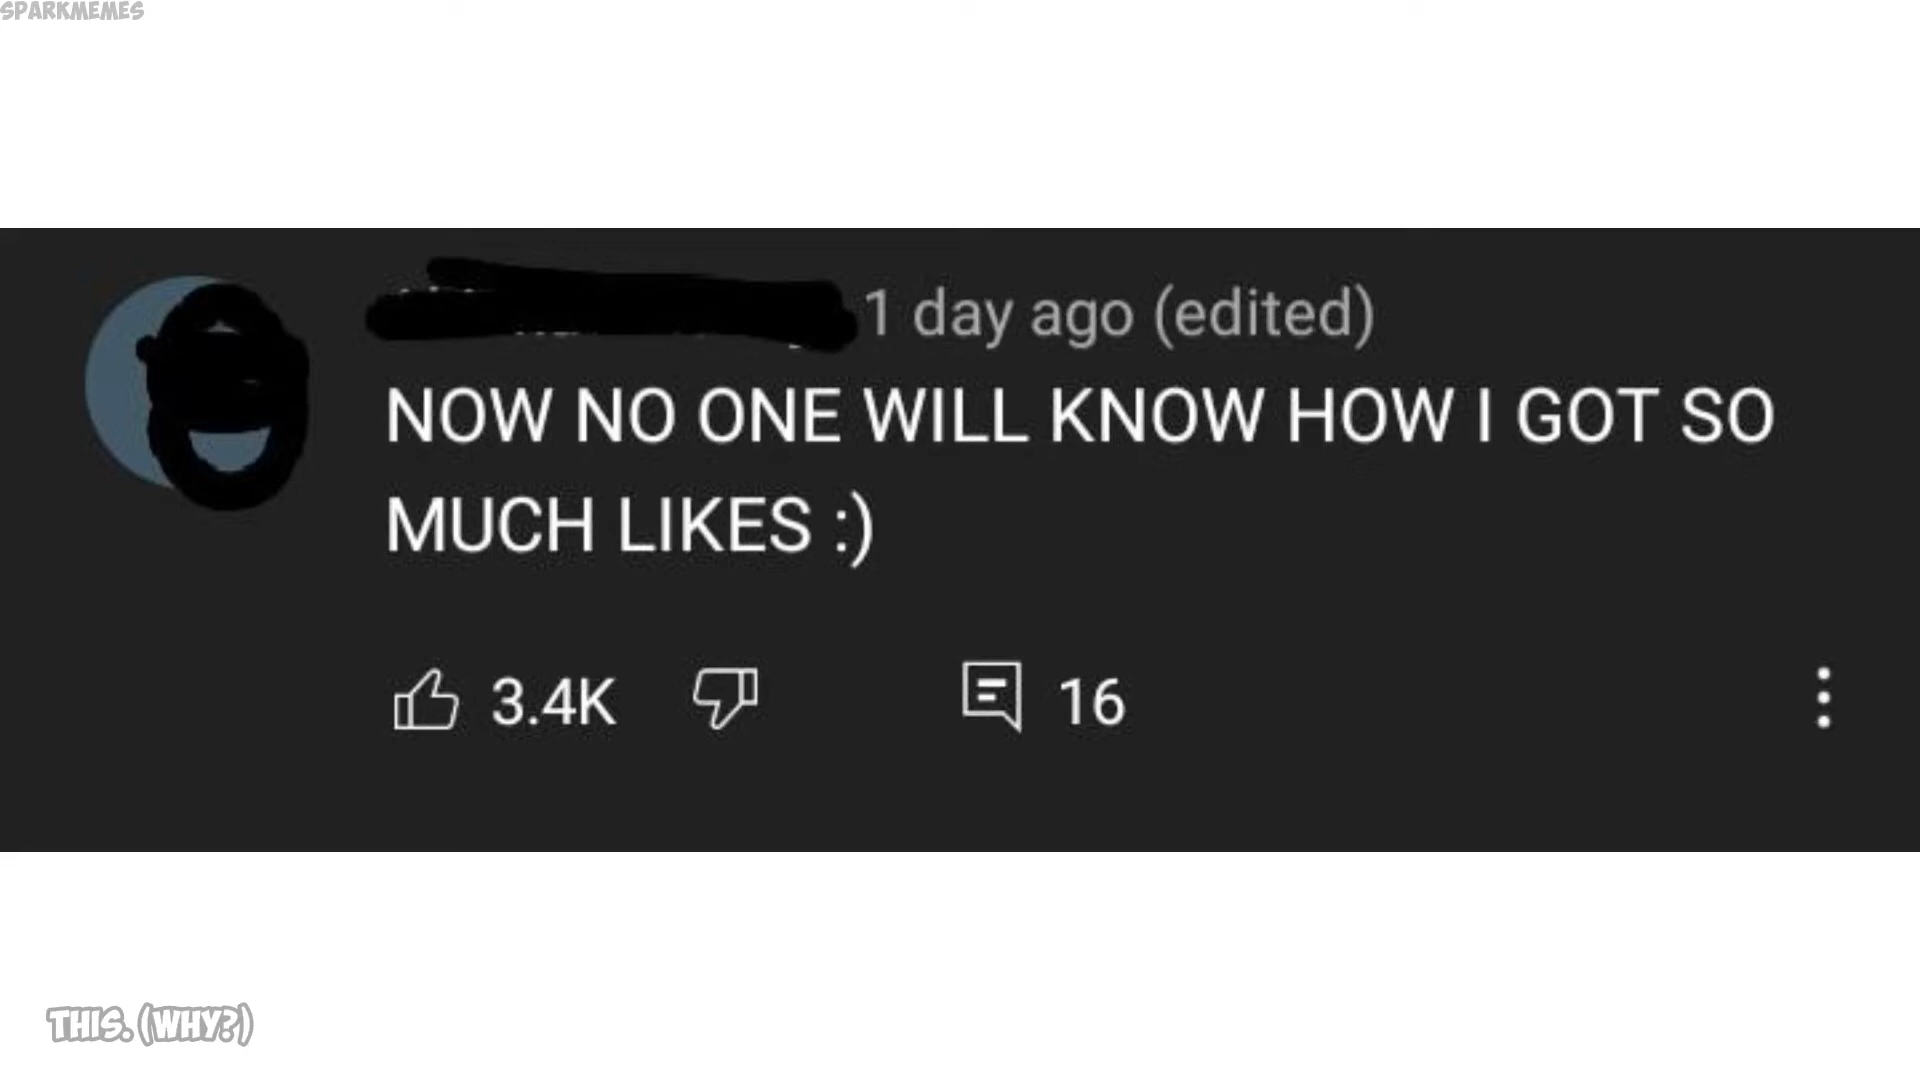 SPARKMEMES
1 day ago (edited)
NOW NO ONE WILL KNOW HOW I GOT SO
MUCH LIKES :)
3.4K 16
THIS. (WHY?)